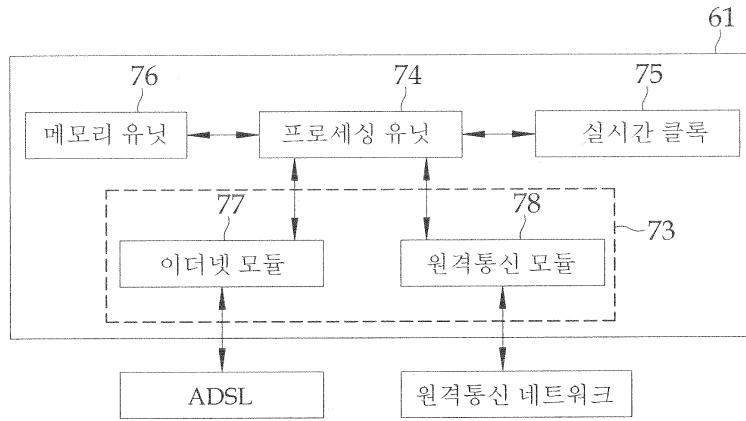 61
76
74
75
메모리 유닛
프로세싱 유닛
실시간 클록
77
78
73
이더넷 모듈
원격통신 모듈
ADSL
원격통신 네트워크